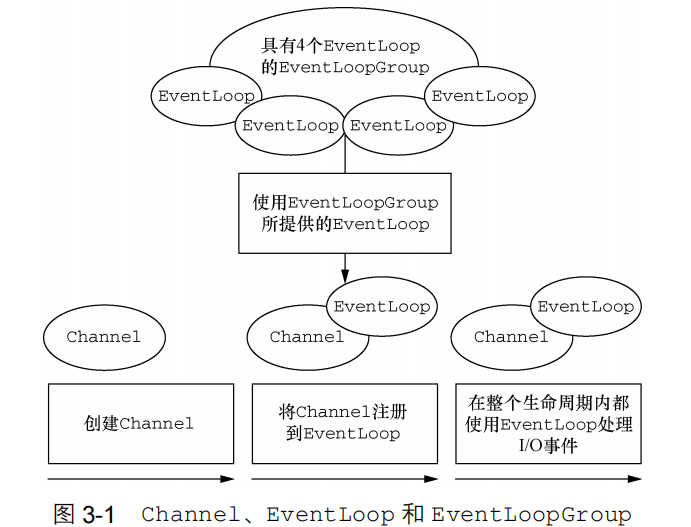 具有4个EventLoop
的EventLoopGroup
EventLoop
EventLoop
EventLoop
EventLoop
使用EventLoopGroup
所提供的EventLoop
Channel
Channel
EventLoop
Channel
EventLoop
创建Channel
将Channel注册
到EventLoop
在整个生命周期内都
使用EventLoop处理
I/O事件
图 3-1 Channel、EventLoop 和 EventLoopGroup